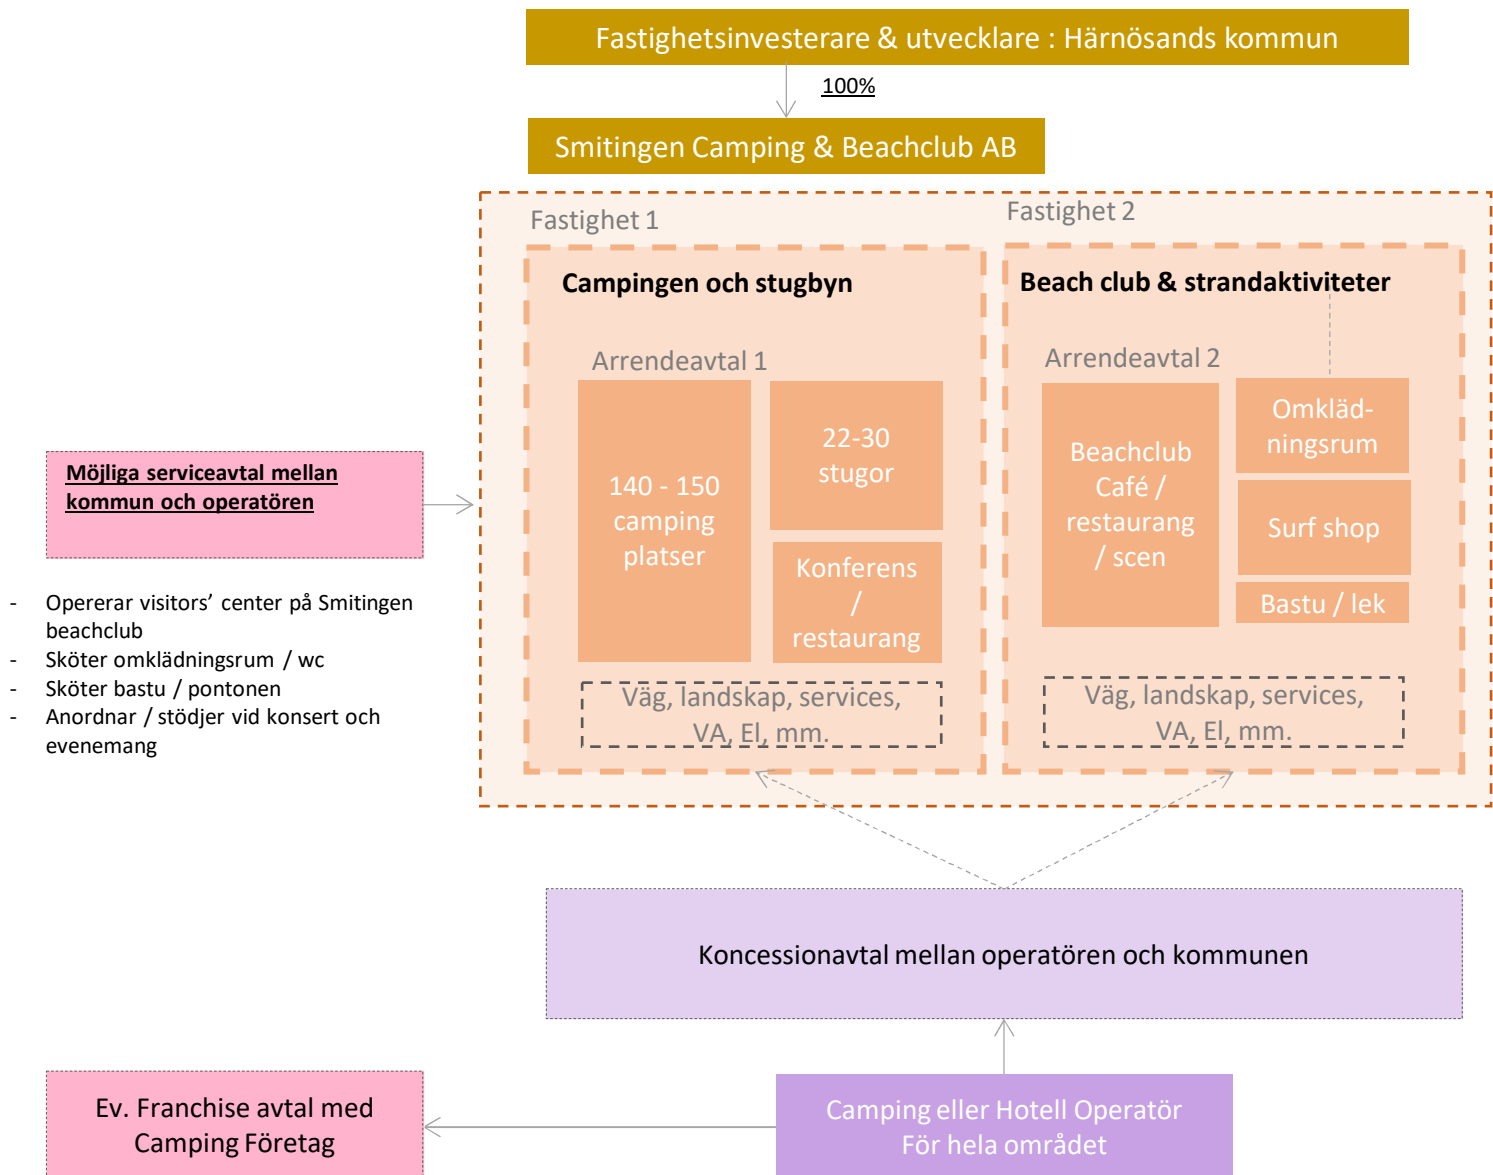 Fastighetsinvesterare & utvecklare : Härnösands kommun
100%
Smitingen Camping & Beachclub AB
Fastighet 1
Fastighet 2
Campingen och stugbyn
Beach club & strandaktiviteter
Arrendeavtal 1
Arrendeavtal 2
140 - 150
camping
platser
22-30
stugor
Konferens
/
restaurang
Beachclub
Café /
restaurang
/ scen
Omkläd-
ningsrum
Surf shop
Bastu / lek
Väg, landskap, services,
VA, El, mm.
Väg, landskap, services,
VA, El, mm.
Möjliga serviceavtal mellan
kommun och operatören
- Opererar visitors’ center på Smitingen
beachclub
- Sköter omklädningsrum / wc
- Sköter bastu / pontonen
- Anordnar / stödjer vid konsert och
evenemang
Koncessionavtal mellan operatören och kommunen
Ev. Franchise avtal med
Camping Företag
Camping eller Hotell Operatör
För hela området